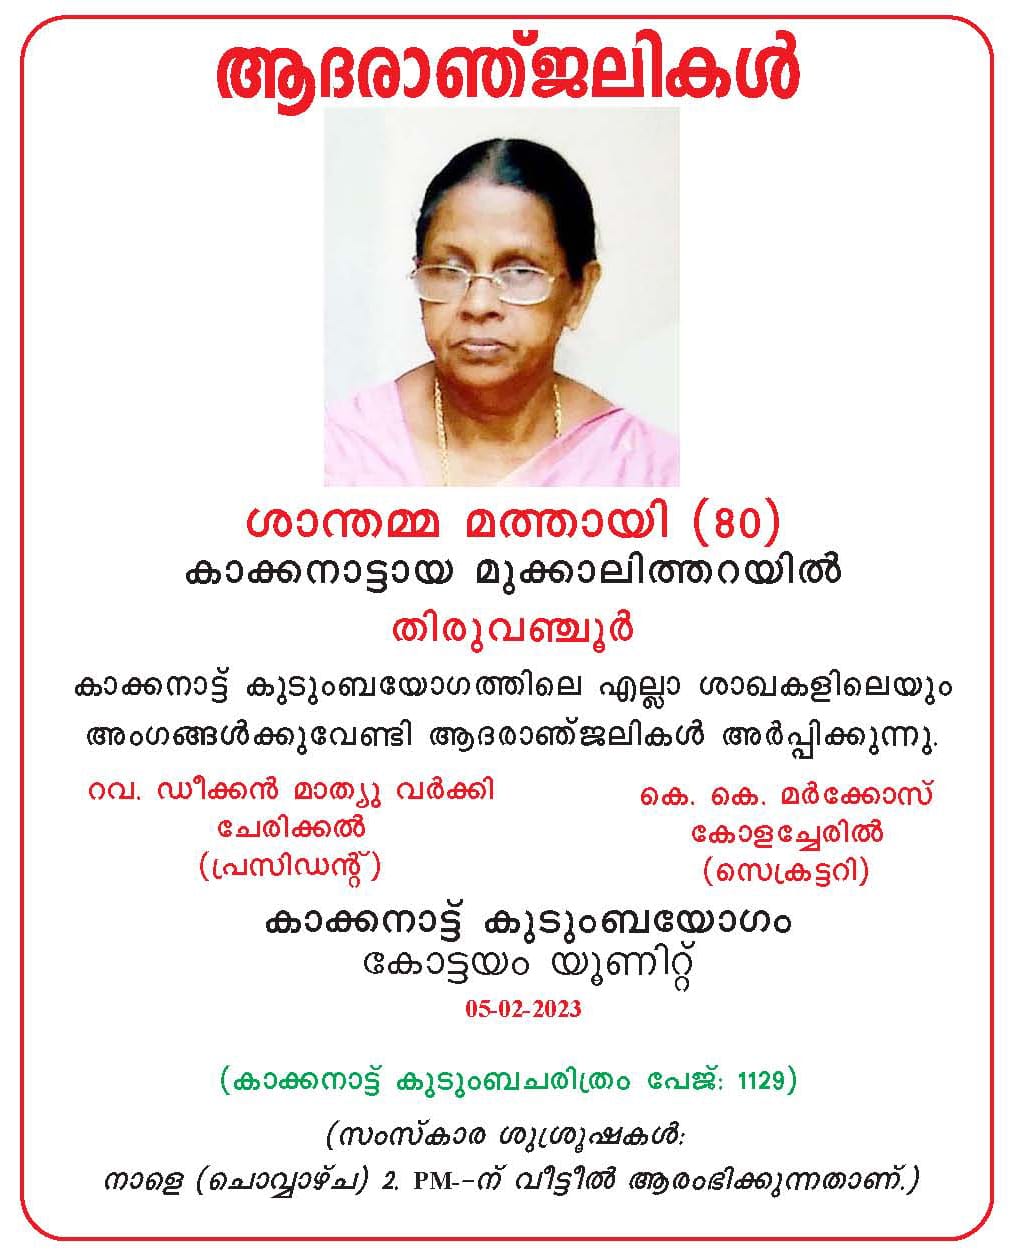 ആദരാഞ്ജലികൾ
ശാന്തമ്മ മത്തായി (80)
കാക്കനാട്ടായ മുക്കാലിത്തറയിൽ
തിരുവഞ്ചൂർ
കാക്കനാട്ട് കുടുംബയോഗത്തിലെ എല്ലാ ശാഖകളിലെയും
അംഗങ്ങൾക്കുവേണ്ടി ആദരാഞ്ജലികൾ അർപ്പിക്കുന്നു.
റവ. ഡീക്കൻ മാത്യു വർക്കി
ചേരിക്കൽ
(പ്രസിഡന്റ്)
കെ. കെ. മർക്കോസ്
കോളച്ചേരിൽ
(സെക്രട്ടറി)
കാക്കനാട്ട് കുടുംബയോഗം
കോട്ടയം യൂണിറ്റ്
05-02-2023
(കാക്കനാട്ട് കുടുംബചരിത്രം പേജ്: 1129)
(സംസ്കാര ശുശ്രൂഷകൾ:
നാളെ (ചൊവ്വാഴ്ച) 2. PM--ന് വീട്ടീൽ ആരംഭിക്കുന്നതാണ്.)